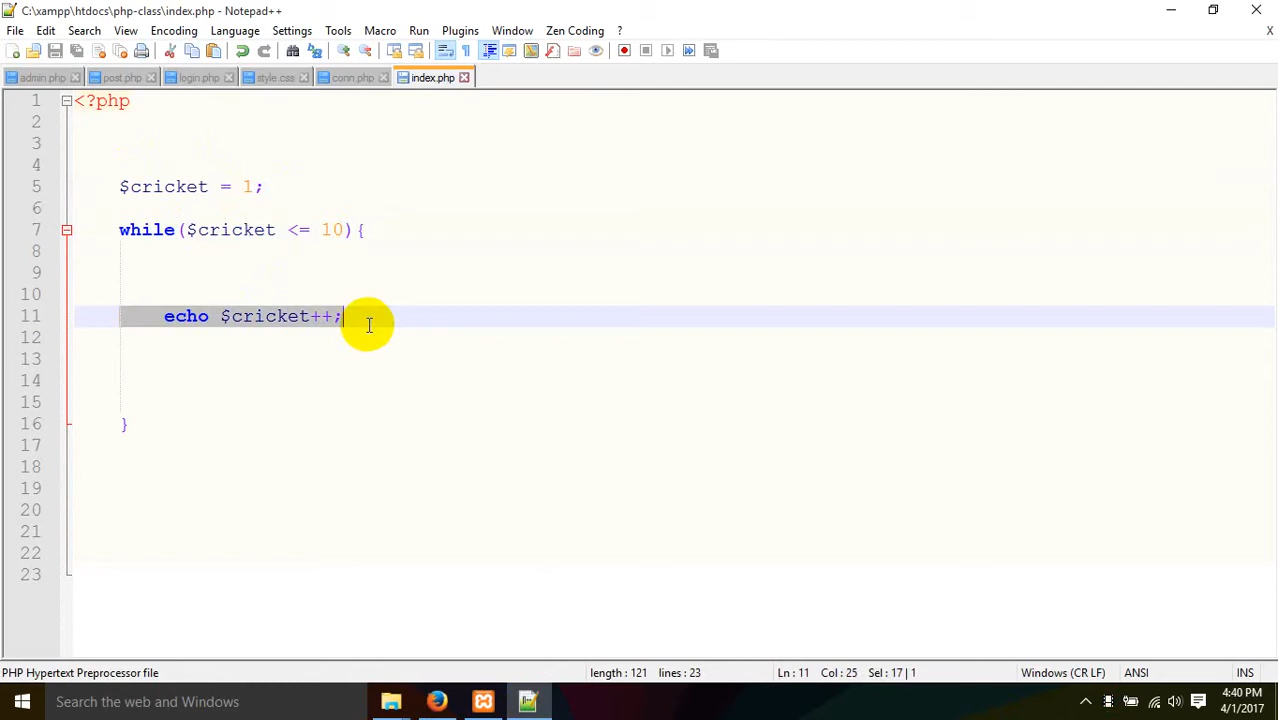 C:\xampp\htdocs\php-class\index.php - Notepad++
File Edit Search View Encoding Language Settings Tools Macro Run Plugins Window Zen Coding ? X
admin.php post.php login.php style.css conn.php index.php
1 <?php
2
3
4
5 $cricket = 1;
6
7 while($cricket <= 10){
8
9
10
11 echo $cricket++;
12
13
14
15
16 }
17
18
19
20
21
22
23
PHP Hypertext Preprocessor file length : 121 lines : 23 Ln : 11 Col : 25 Sel : 17 | 1 Windows (CR LF) ANSI INS
Search the web and Windows 4:40 PM
4/1/2017